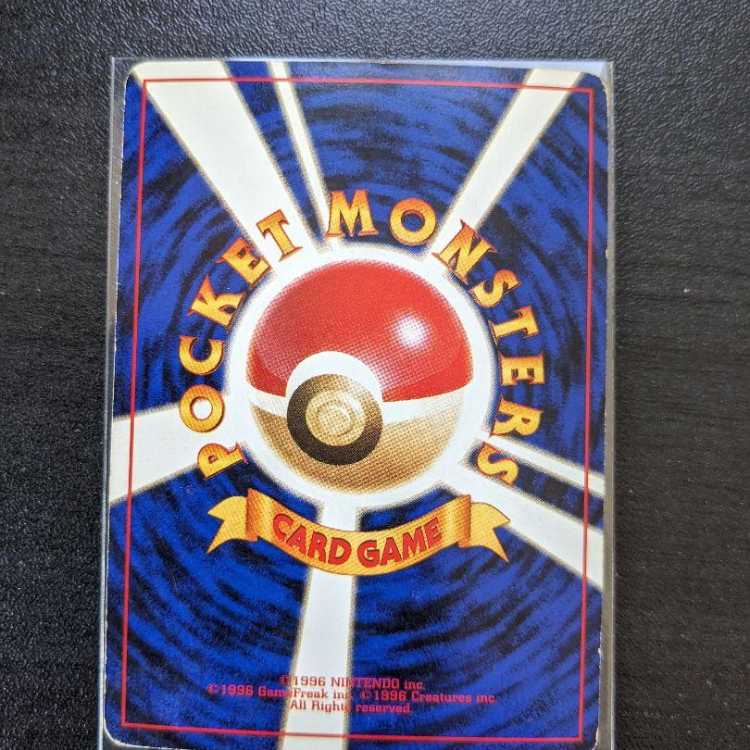 POCKET MONSTERS
CARD GAME
©1996 NINTENDO inc.
©1996 GameFreak inc. ©1996 Creatures inc.
All Rights reserved.